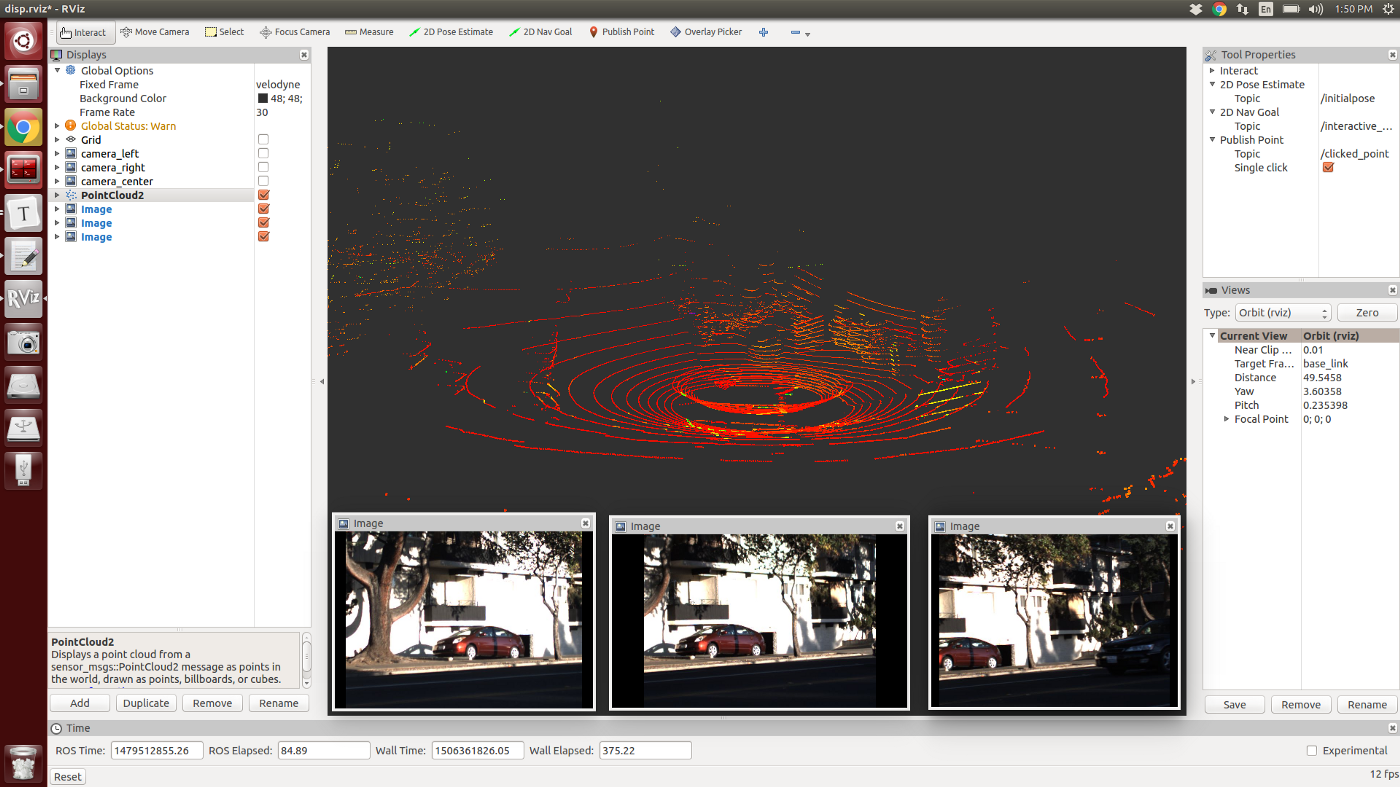 disp.rviz* - RViz
En
1:50 PM
Interact
Move Camera
Select
Focus Camera
Measure
2D Pose Estimate
2D Nav Goal
Publish Point
Overlay Picker
Displays
Global Options
Fixed Frame velodyne
Background Color 48; 48;
Frame Rate 30
Global Status: Warn
Grid
camera_left
camera_right
camera_center
PointCloud2
Image
Image
Image
PointCloud2
Displays a point cloud from a
sensor_msgs::PointCloud2 message as points in
the world, drawn as points, billboards, or cubes.
Add
Duplicate
Remove
Rename
T
RViz
Image
Image
Image
Tool Properties
Interact
2D Pose Estimate
Topic /initialpose
2D Nav Goal
Topic /interactive_...
Publish Point
Topic /clicked_point
Single click
Views
Type: Orbit (rviz)
Zero
Current View Orbit (rviz)
Near Clip ... 0.01
Target Fra... base_link
Distance 49.5458
Yaw 3.60358
Pitch 0.235398
Focal Point 0; 0; 0
Save
Remove
Rename
Time
ROS Time: 1479512855.26
ROS Elapsed: 84.89
Wall Time: 1506361826.05
Wall Elapsed: 375.22
Experimental
Reset
12 fps